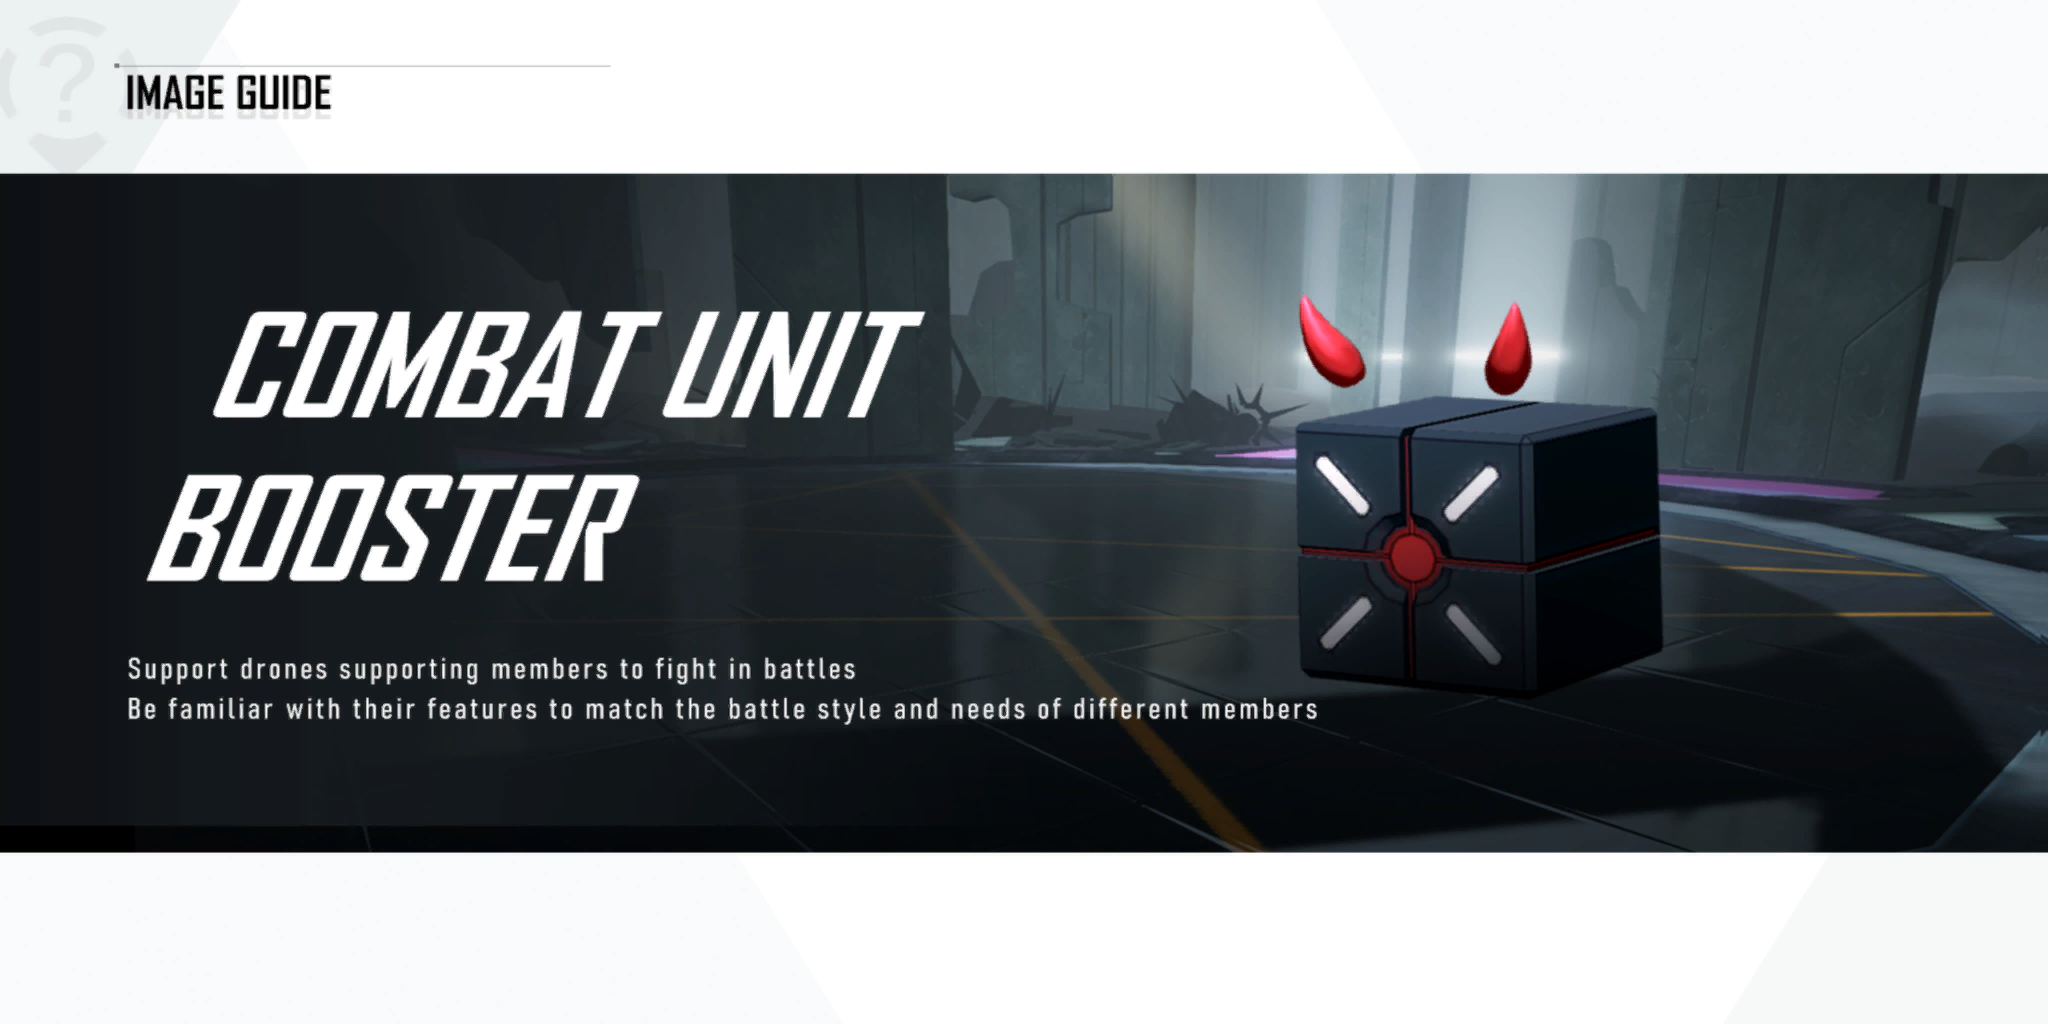 IMAGE GUIDE
COMBAT UNIT
BOOSTER
Support drones supporting members to fight in battles
Be familiar with their features to match the battle style and needs of different members